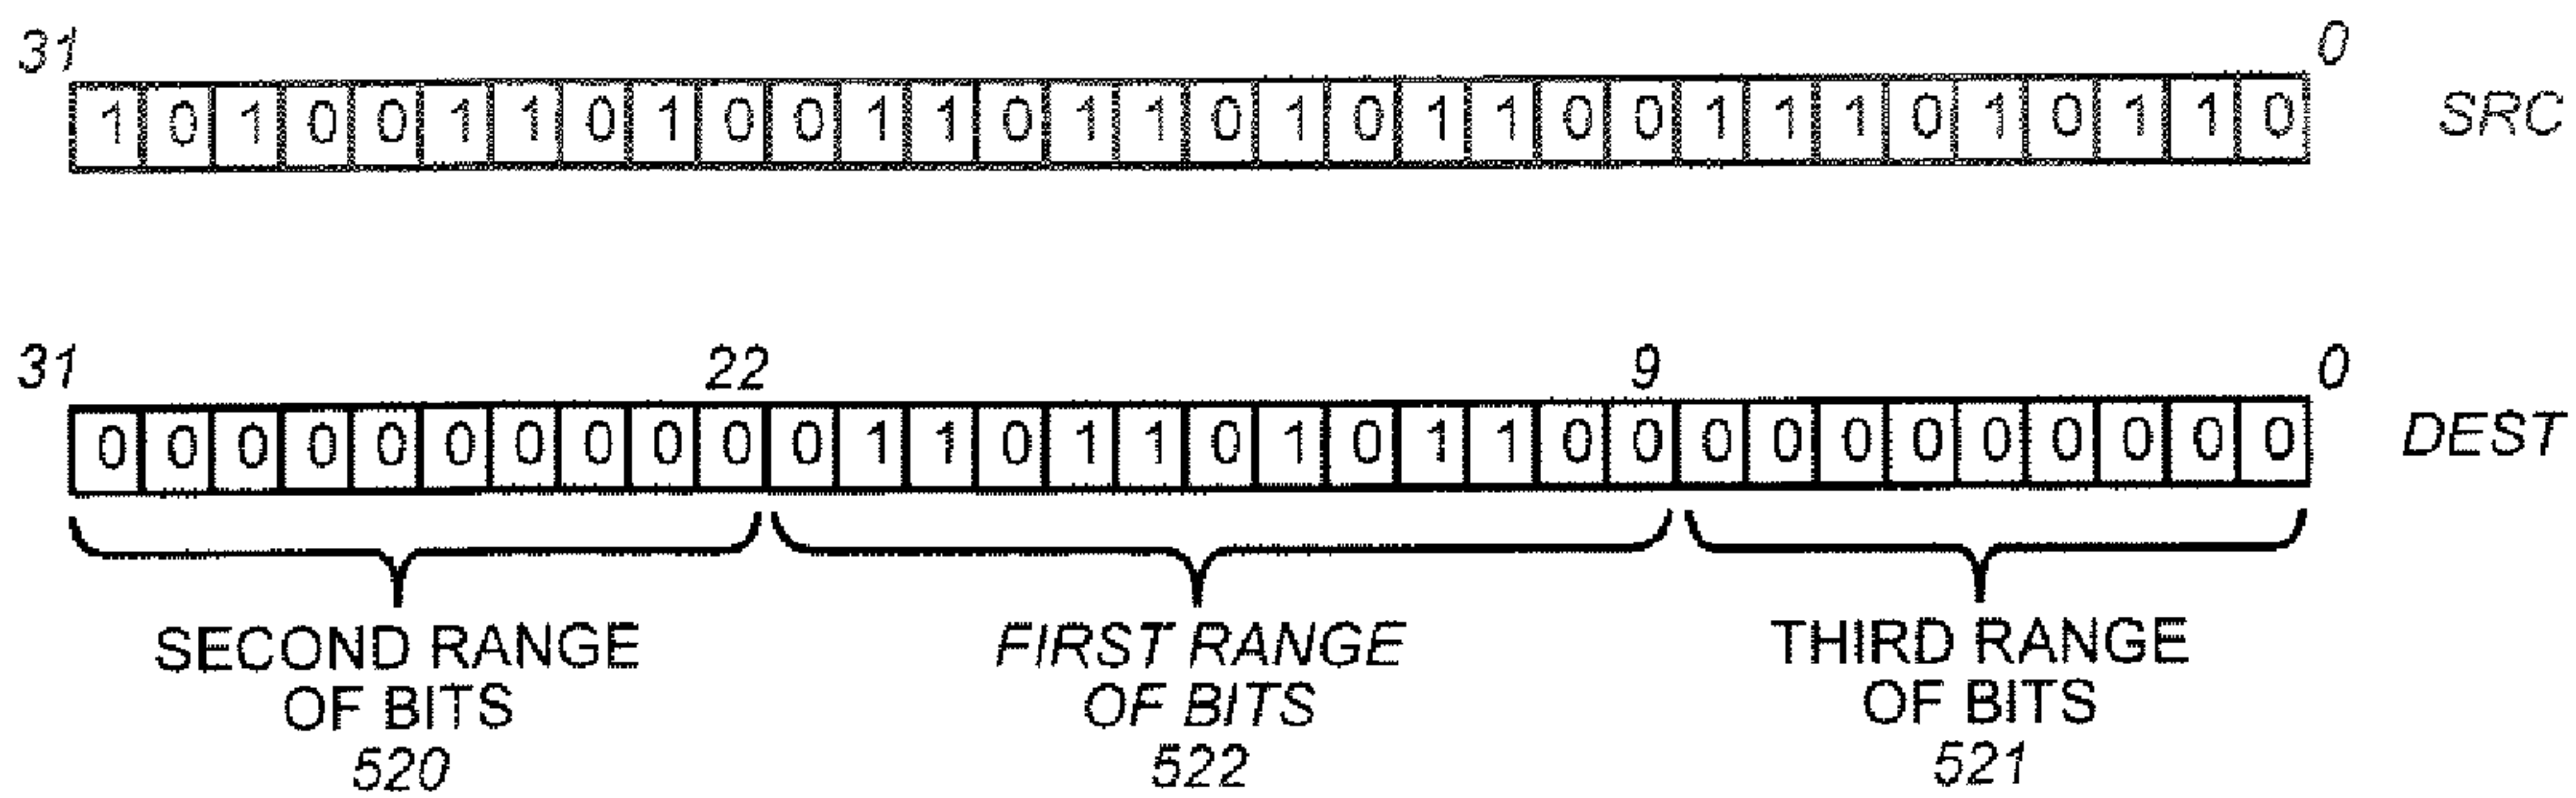 31 0
1 0 1 0 0 1 1 0 1 0 0 1 1 0 1 1 0 1 0 1 1 0 0 1 1 1 0 1 0 1 1 0 SRC
31 22 9 0
0 0 0 0 0 0 0 0 0 0 0 1 1 0 1 1 0 1 0 1 1 0 0 0 0 0 0 0 0 0 0 0 DEST
SECOND RANGE FIRST RANGE THIRD RANGE
OF BITS OF BITS OF BITS
520 522 521